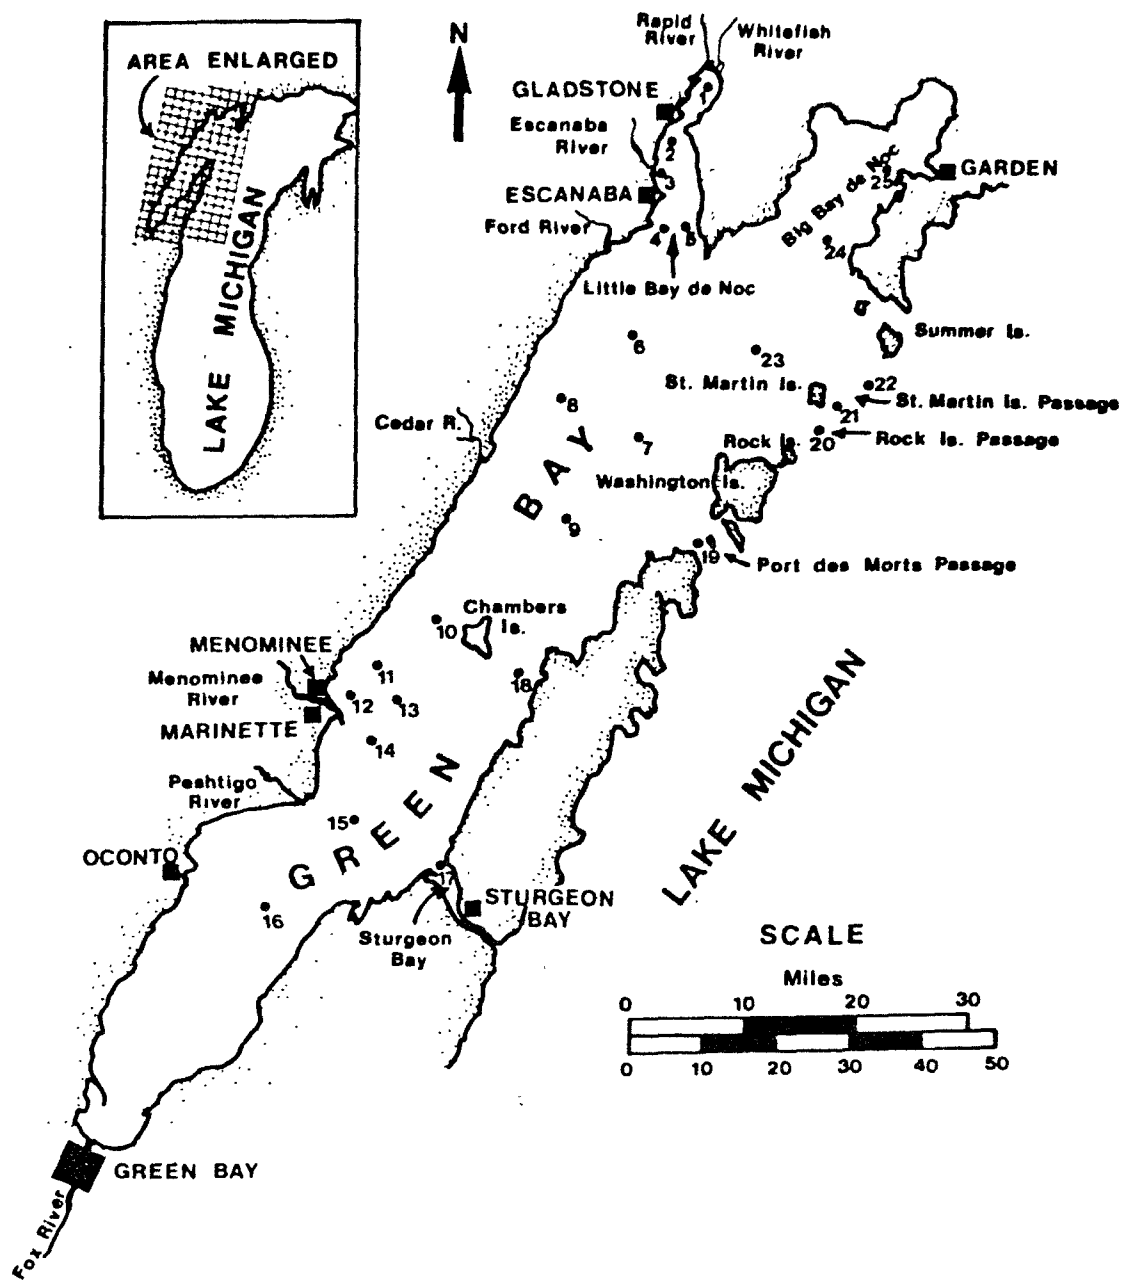 AREA ENLARGED
LAKE MICHIGAN
N
Rapid
River
Whitefish
River
GLADSTONE
1
Escanaba
River
2
3
ESCANABA
Ford River
4
5
Little Bay de Noc
Big Bay de Noc
25
GARDEN
24
6
23
Summer Is.
St. Martin Is.
22
21
St. Martin Is. Passage
8
Cedar R.
7
Rock Is.
20
Rock Is. Passage
Washington Is.
9
19
Port des Morts Passage
10
Chambers
Is.
MENOMINEE
11
Menominee
River
12
13
18
MARINETTE
14
Peshtigo
River
15
GREEN BAY
LAKE MICHIGAN
OCONTO
17
16
STURGEON
BAY
Sturgeon
Bay
SCALE
Miles
0 10 20 30
0 10 20 30 40 50
GREEN BAY
Fox River